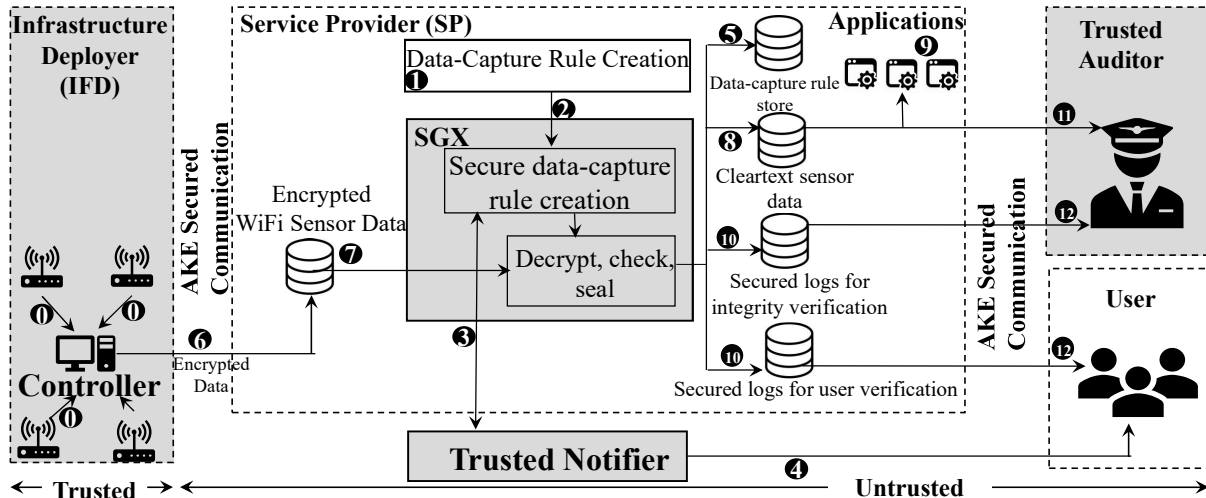 Infrastructure
Deployer
(IFD)
0
0
Controller
0
AKE Secured
Communication
6
Encrypted
Data
Service Provider (SP)
1
Data-Capture Rule Creation
2
SGX
Secure data-capture
rule creation
Decrypt, check,
seal
Encrypted
WiFi Sensor Data
7
3
5
Data-capture rule
store
8
Cleartext sensor
data
10
Secured logs for
integrity verification
10
Secured logs for user verification
Applications
9
AKE Secured
Communication
Trusted
Auditor
11
12
User
12
Trusted Notifier
4
Trusted
Untrusted